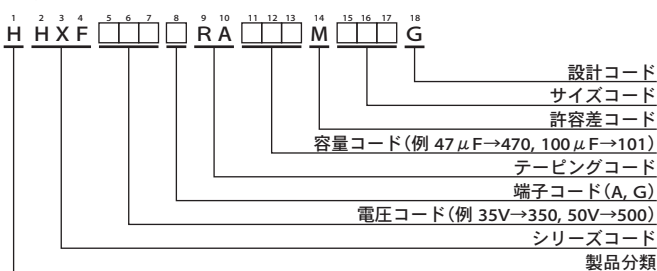 1 2 3 4 5 6 7 8 9 10 11 12 13 14 15 16 17 18
H HXF □□□ □ RA □□□ M □□□ G
設計コード
サイズコード
許容差コード
容量コード(例 47μF→470, 100μF→101)
テーピングコード
端子コード(A, G)
電圧コード(例 35V→350, 50V→500)
シリーズコード
製品分類